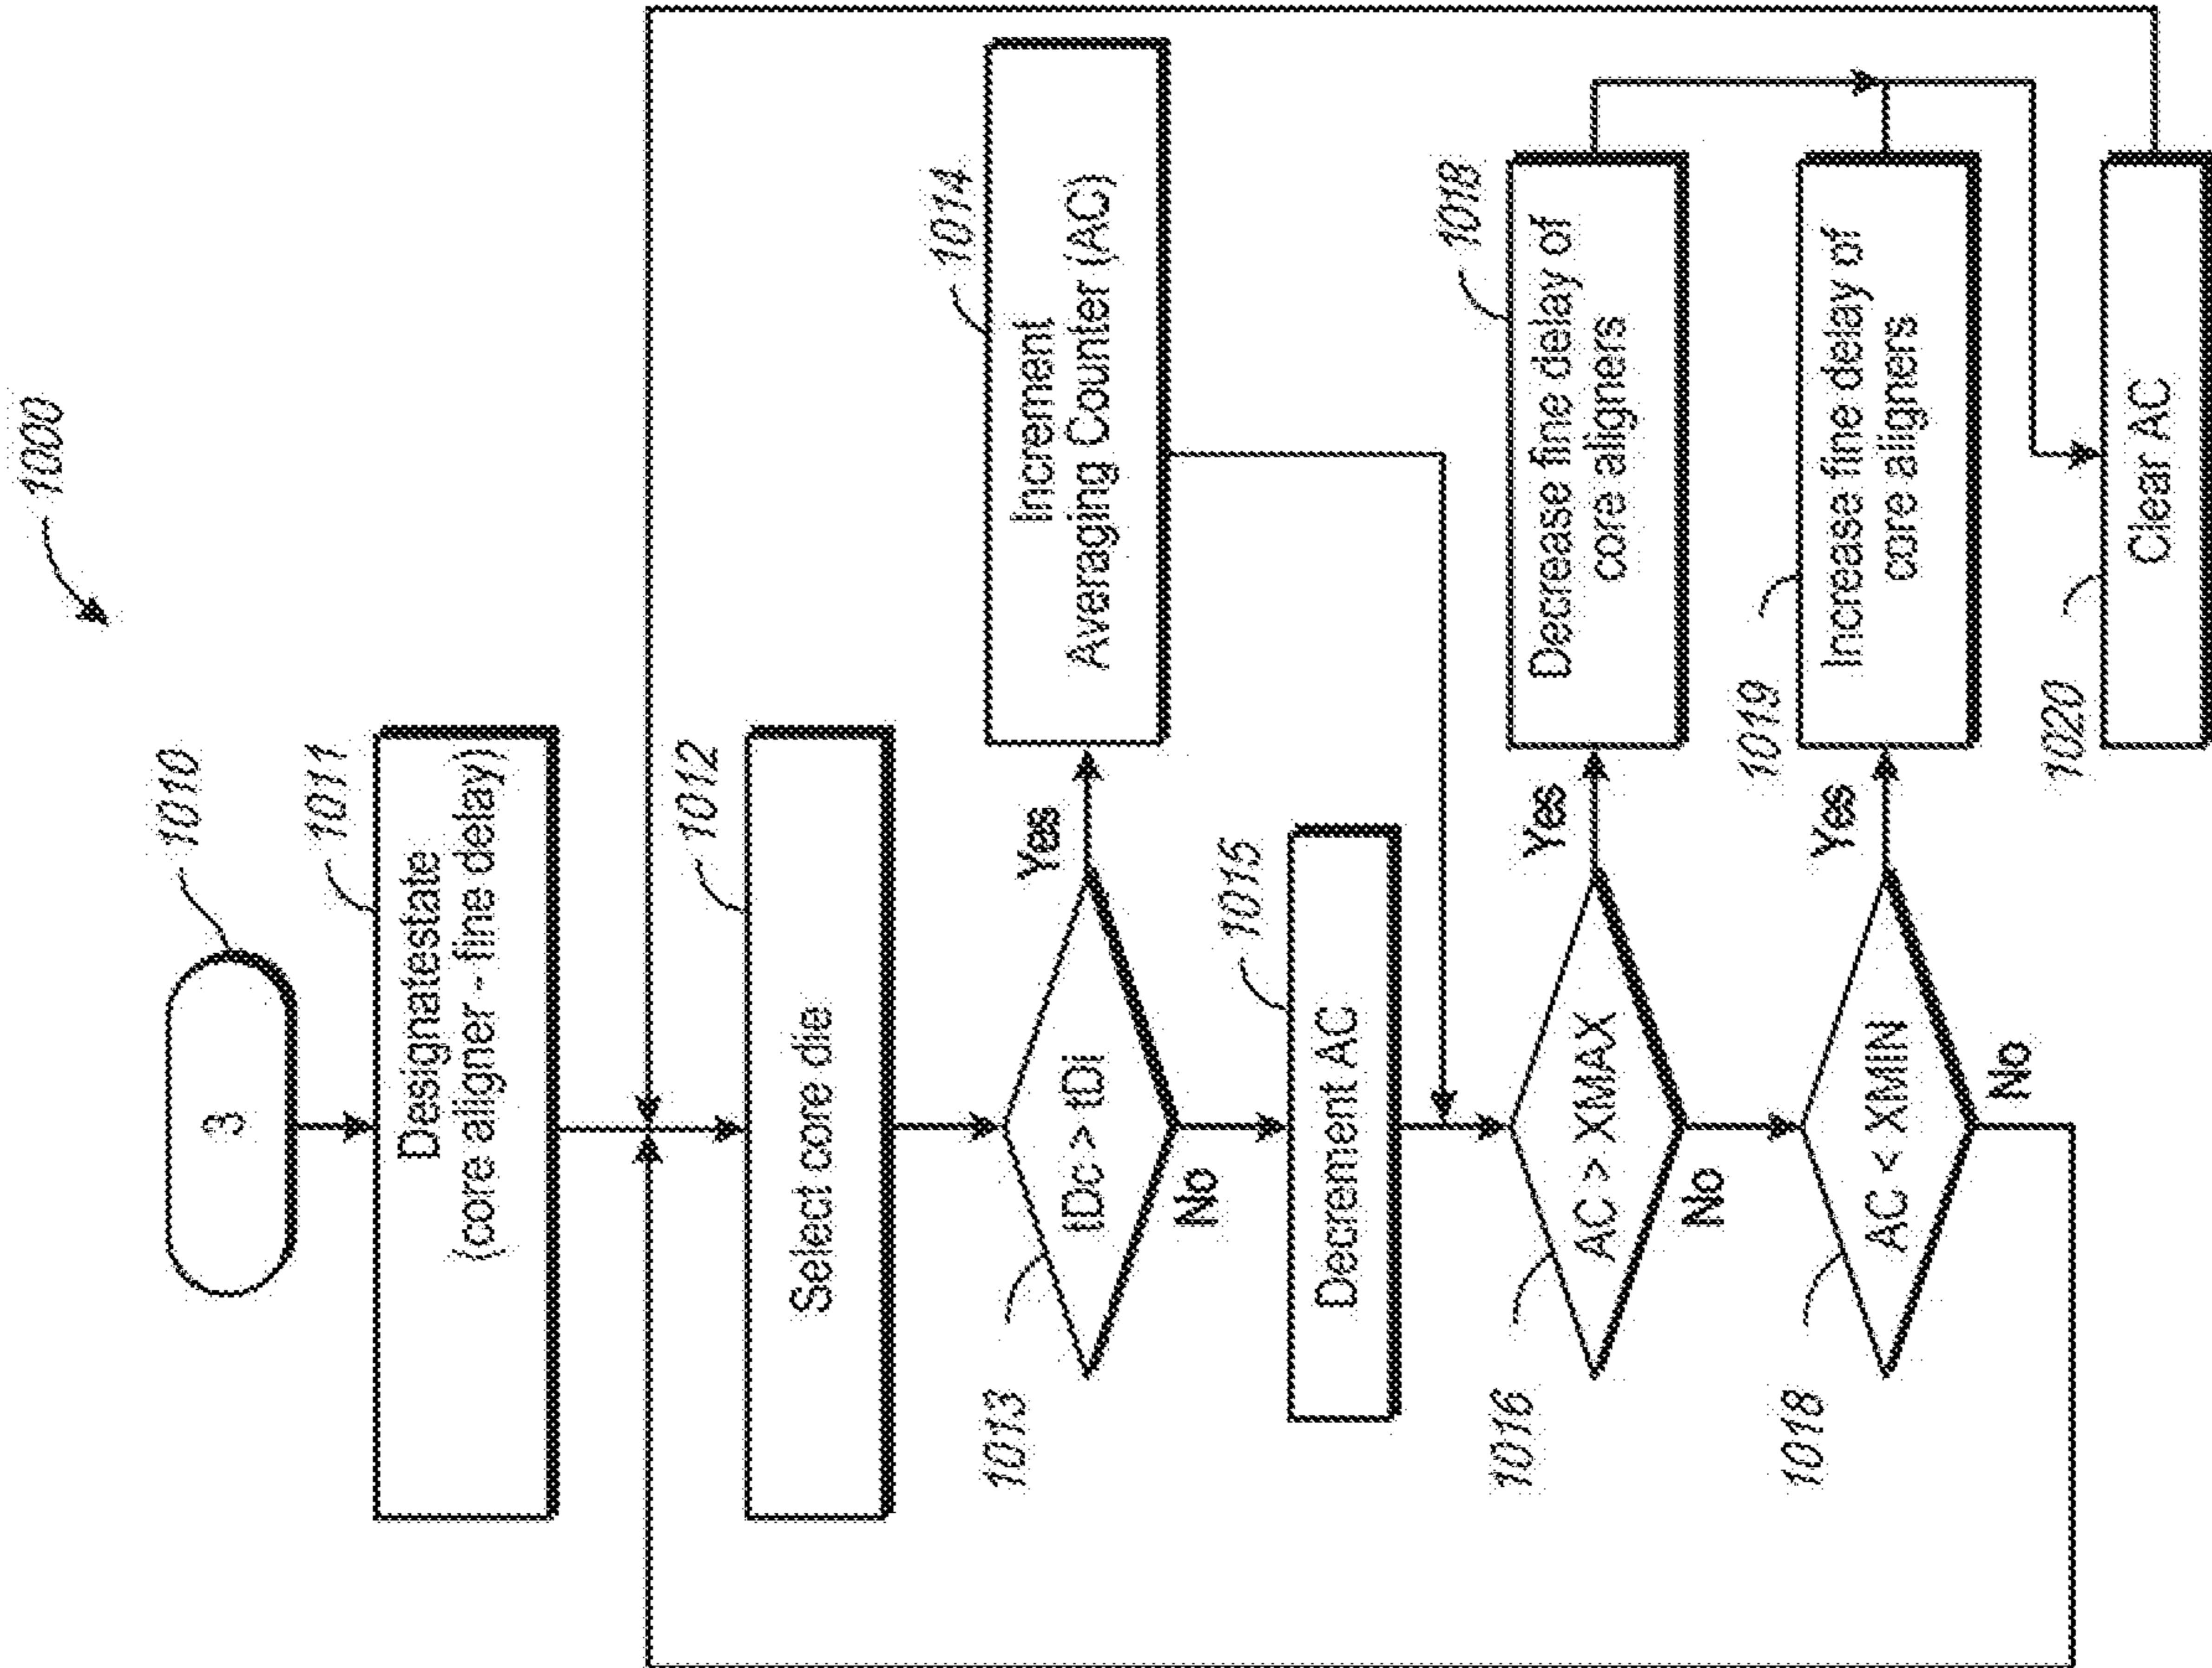 1000
3
1010
Designatestate
(core aligner - fine delay)
1011
Select core die
1012
tDc > tDi
1013
Yes
No
Increment
Averaging Counter (AC)
1014
Decrement AC
1015
AC > XMAX
1016
Yes
No
Decrease fine delay of
core aligners
1018
AC < XMIN
1018
Yes
No
Increase fine delay of
core aligners
1019
Clear AC
1020